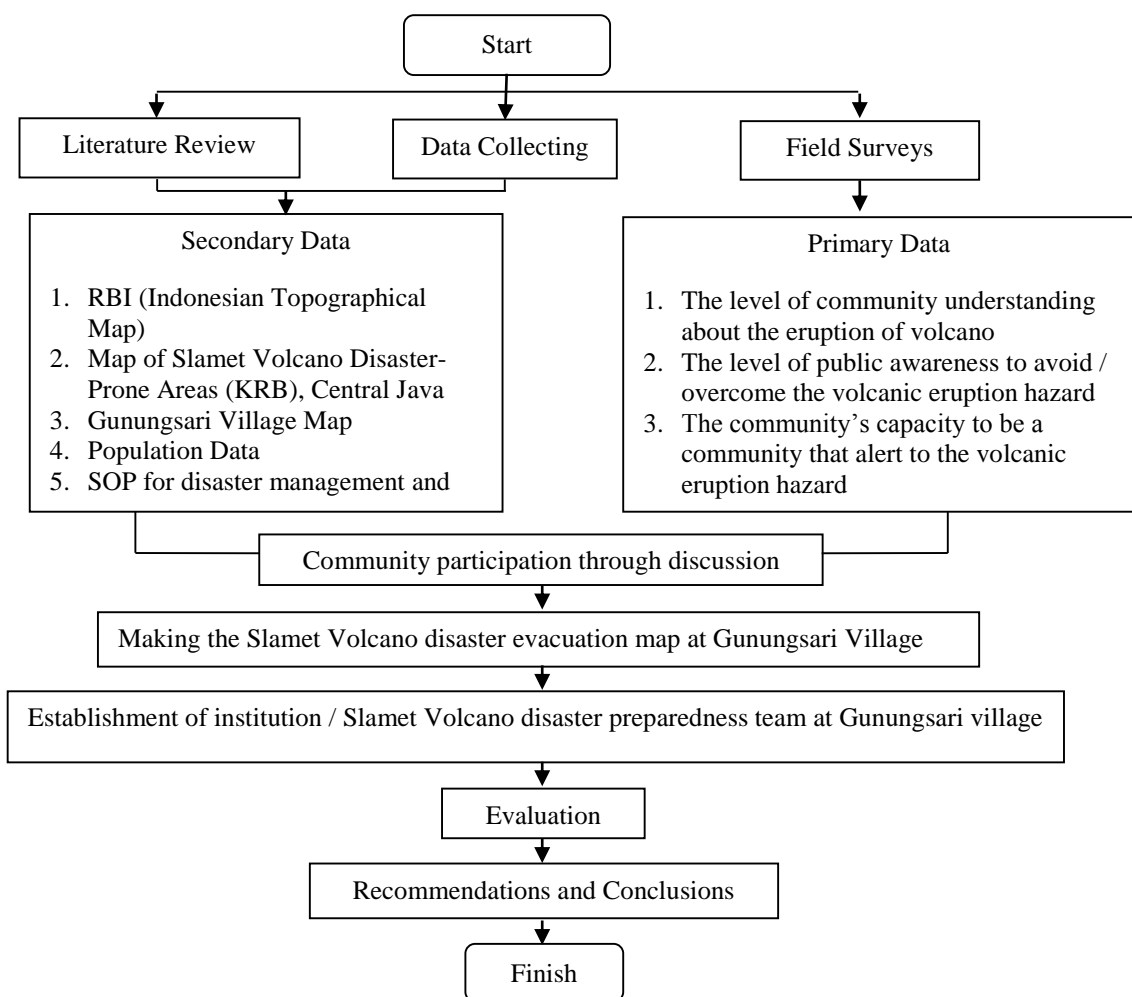 Start
Literature Review
Data Collecting
Field Surveys
Secondary Data
1. RBI (Indonesian Topographical
Map)
2. Map of Slamet Volcano Disaster-
Prone Areas (KRB), Central Java
3. Gunungsari Village Map
4. Population Data
5. SOP for disaster management and
Primary Data
1. The level of community understanding
about the eruption of volcano
2. The level of public awareness to avoid /
overcome the volcanic eruption hazard
3. The community’s capacity to be a
community that alert to the volcanic
eruption hazard
Community participation through discussion
Making the Slamet Volcano disaster evacuation map at Gunungsari Village
Establishment of institution / Slamet Volcano disaster preparedness team at Gunungsari village
Evaluation
Recommendations and Conclusions
Finish